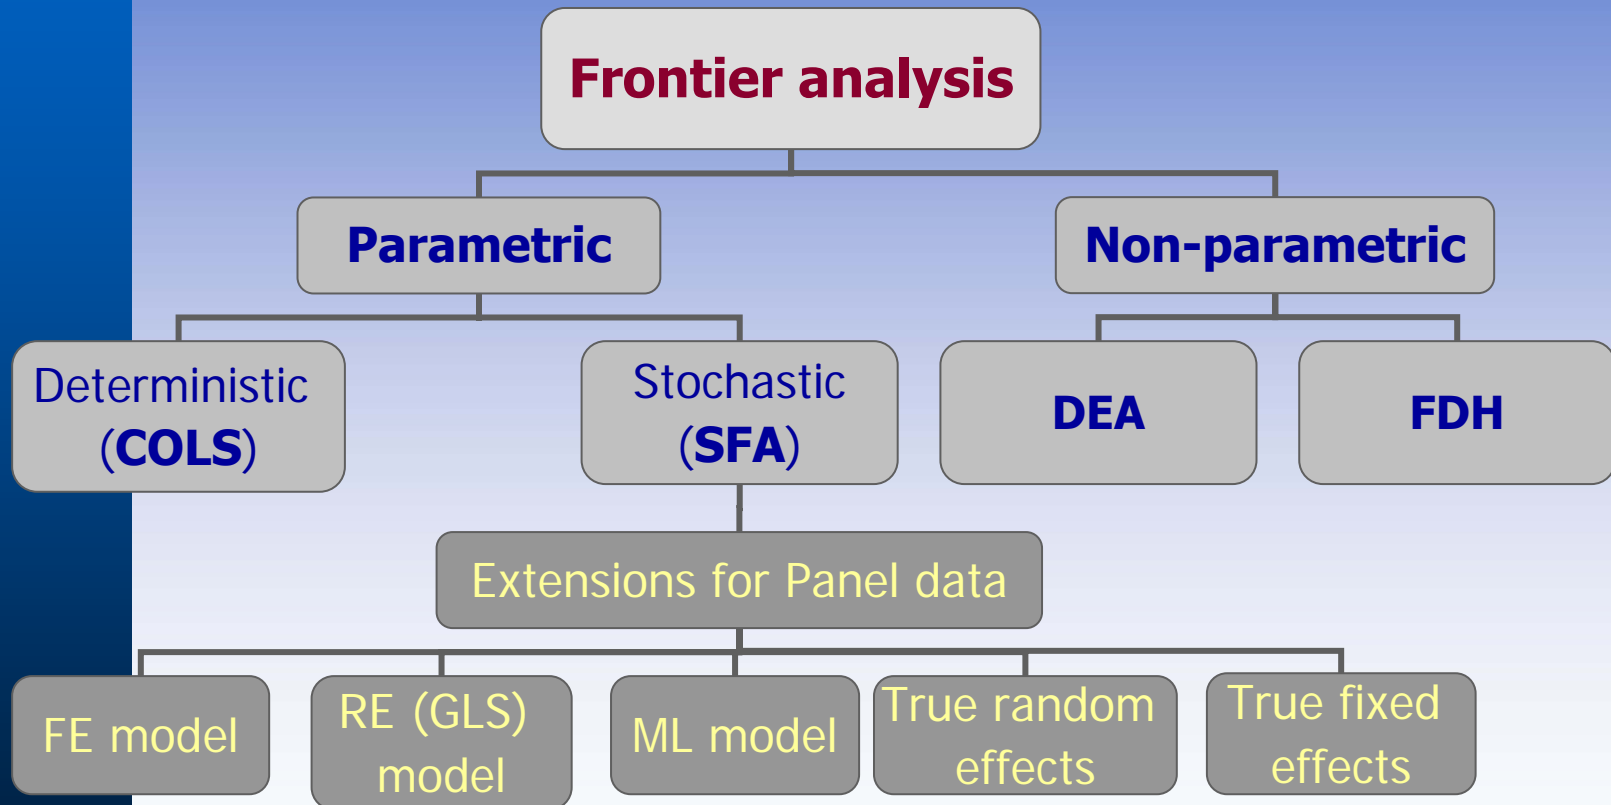 Frontier analysis
Parametric
Non-parametric
Deterministic
(COLS)
Stochastic
(SFA)
DEA
FDH
Extensions for Panel data
FE model
RE (GLS)
model
ML model
True random
effects
True fixed
effects